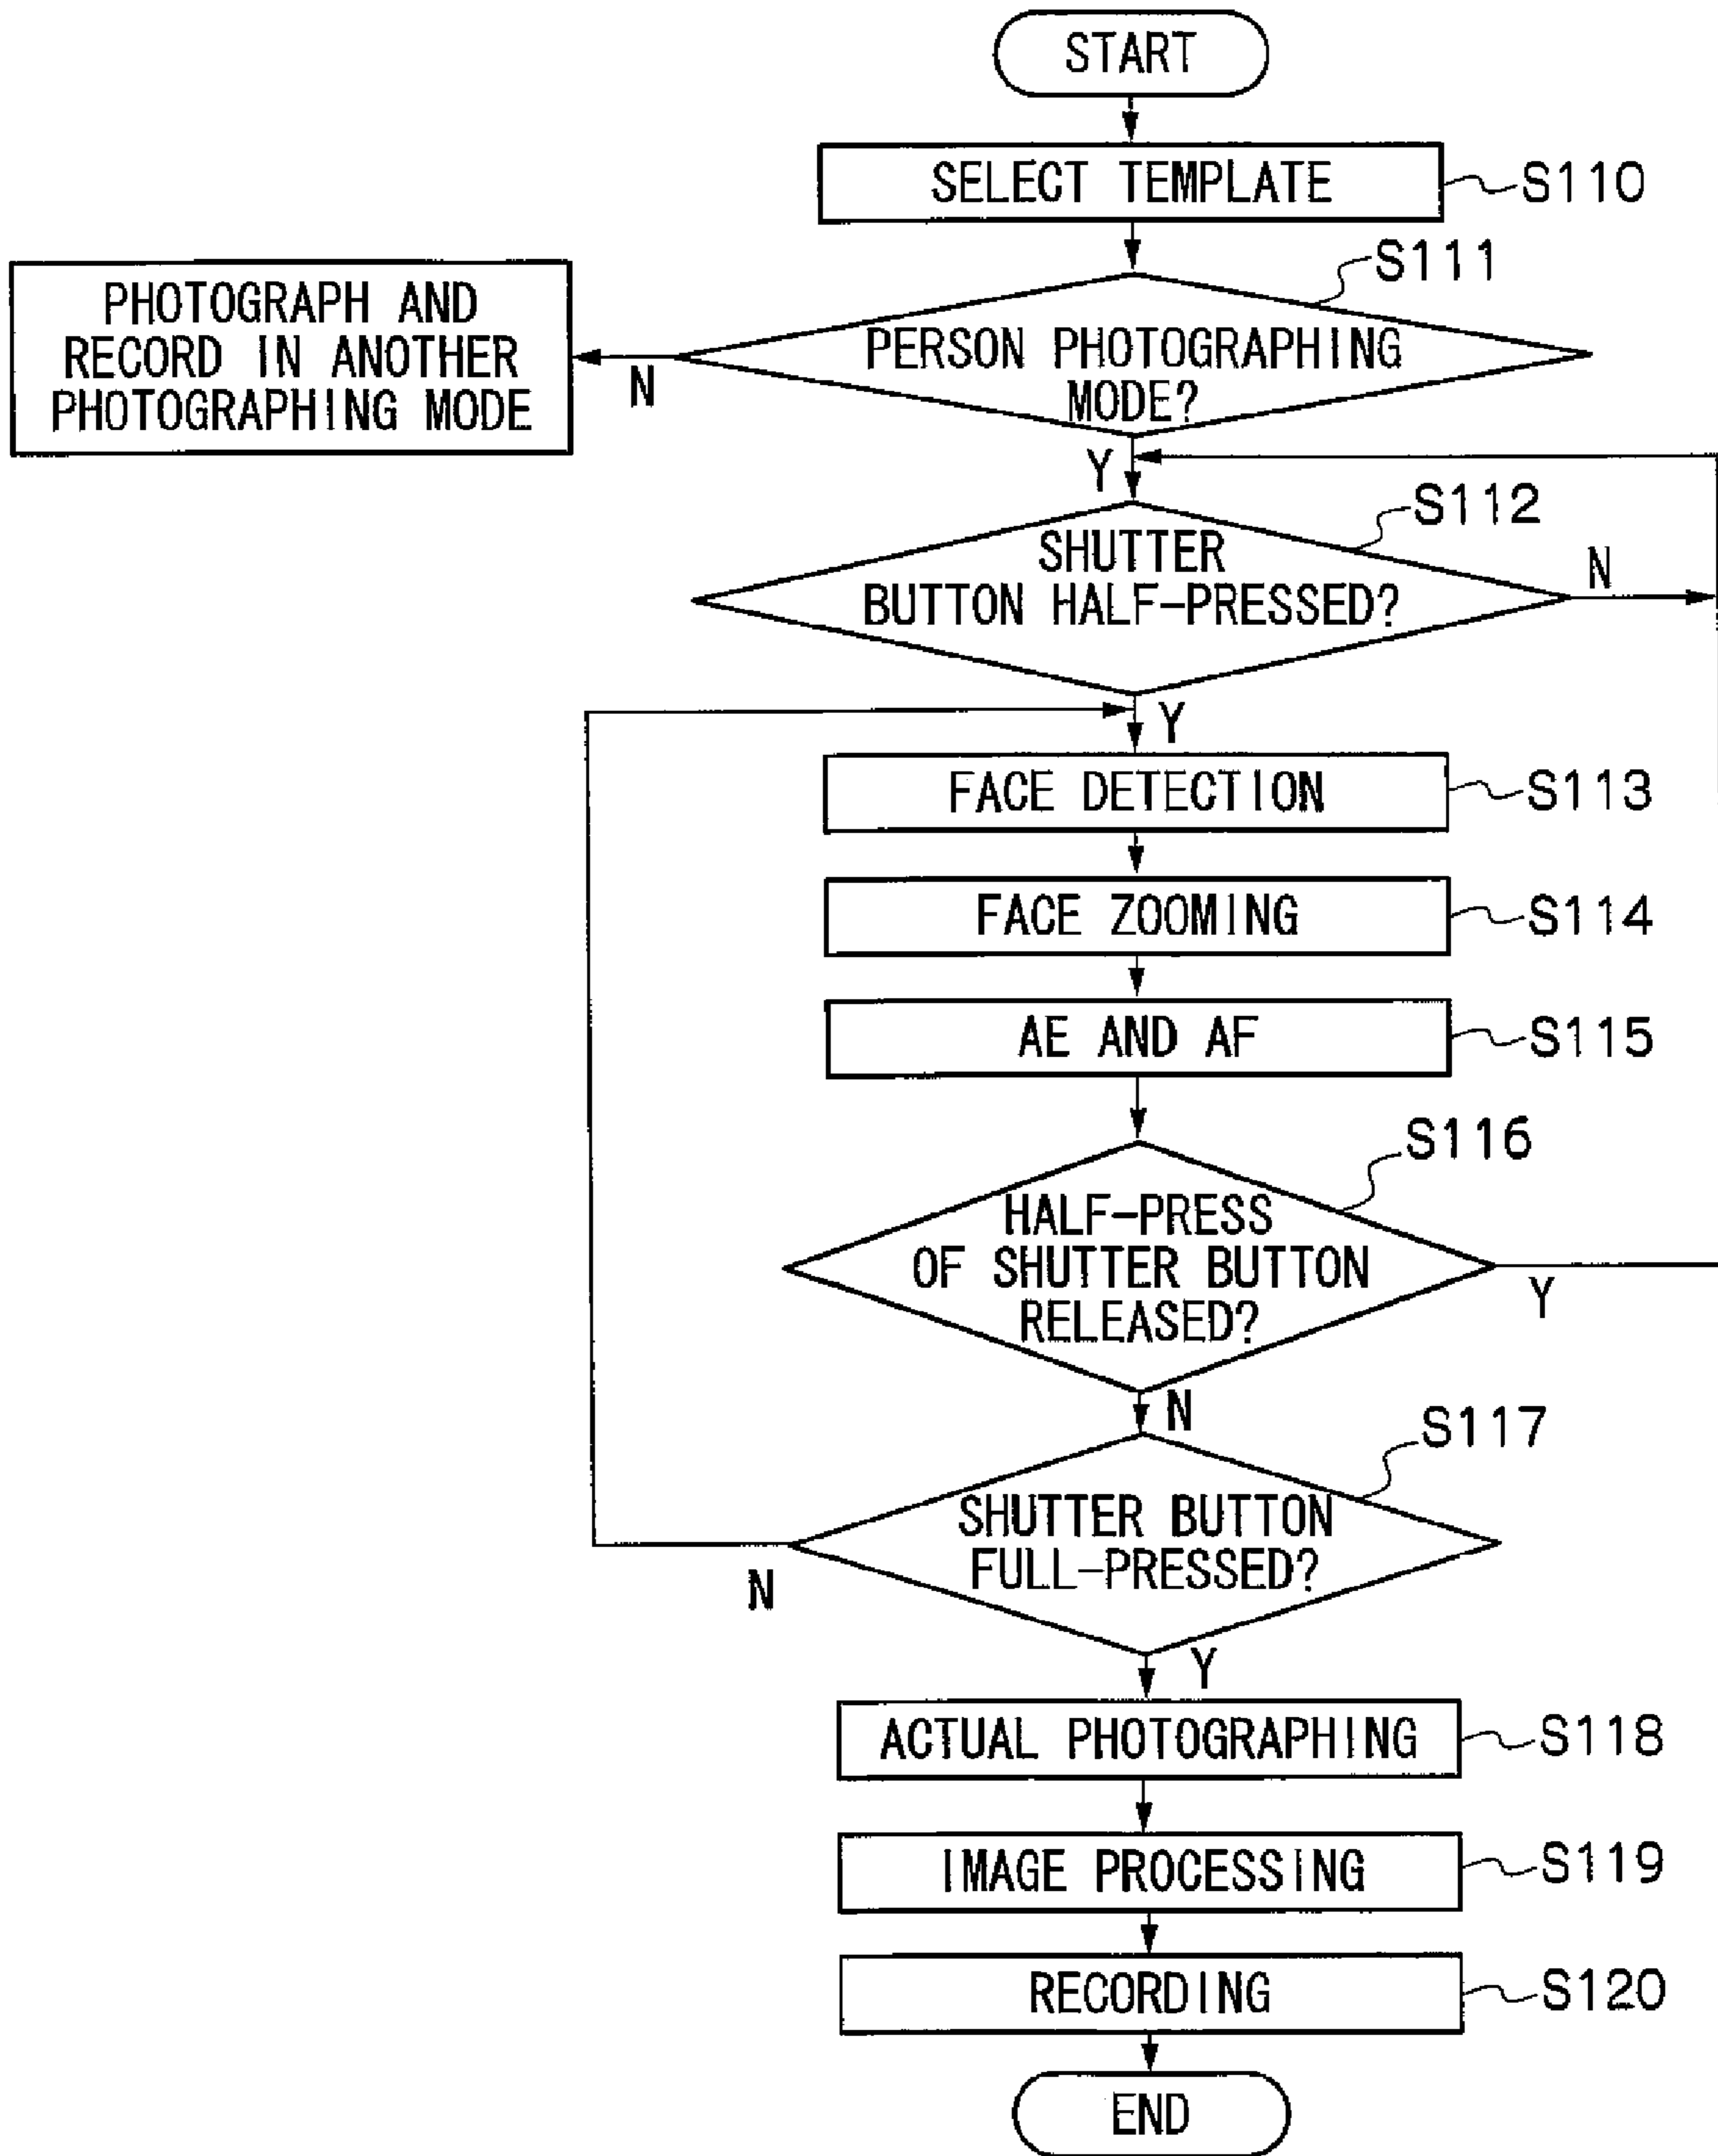 START
SELECT TEMPLATE
S110
S111
PHOTOGRAPH AND
RECORD IN ANOTHER
PHOTOGRAPHING MODE
N
PERSON PHOTOGRAPHING
MODE?
Y
S112
SHUTTER
BUTTON HALF-PRESSED?
N
Y
FACE DETECTION
S113
FACE ZOOMING
S114
AE AND AF
S115
S116
HALF-PRESS
OF SHUTTER BUTTON
RELEASED?
Y
N
S117
SHUTTER BUTTON
FULL-PRESSED?
N
Y
ACTUAL PHOTOGRAPHING
S118
IMAGE PROCESSING
S119
RECORDING
S120
END